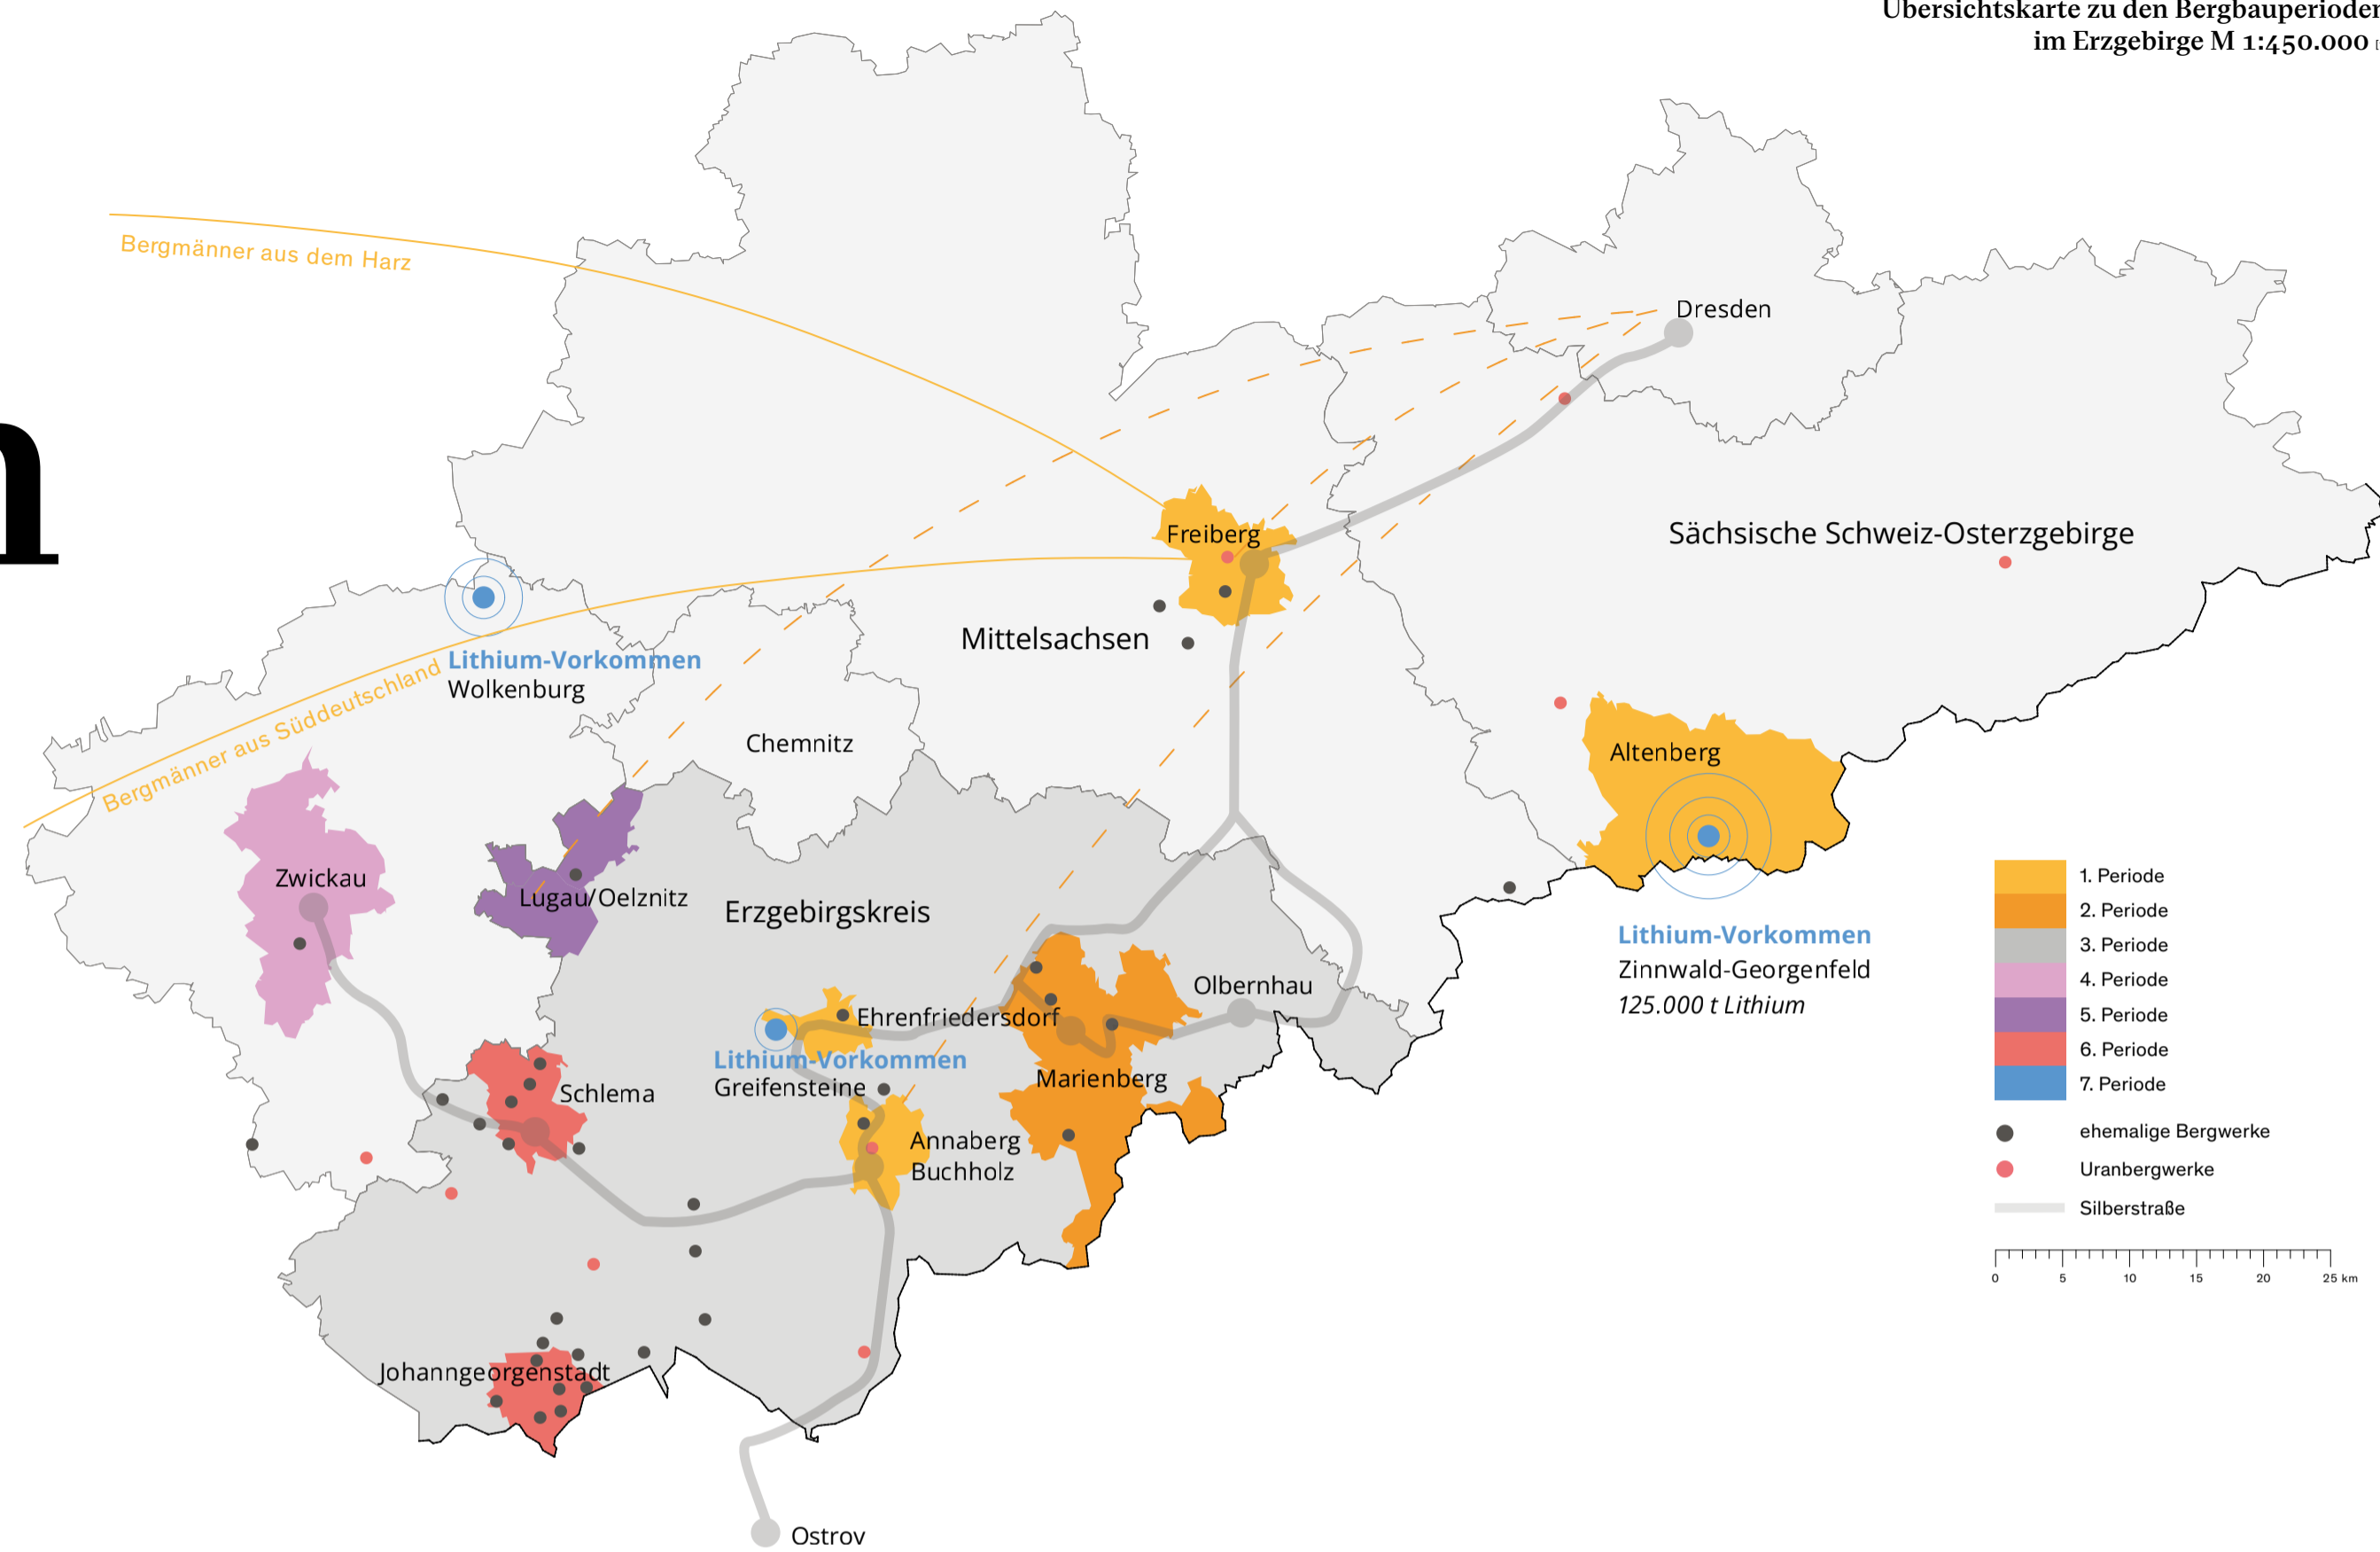 Übersichtskarte zu den Bergbauperioden
im Erzgebirge M 1:450.000
n
Bergmänner aus dem Harz
Dresden
Freiberg
Sächsische Schweiz-Osterzgebirge
Mittelsachsen
Lithium-Vorkommen
Wolkenburg
Bergmänner aus Süddeutschland
Chemnitz
Altenberg
Zwickau
Lugau/Oelznitz
Erzgebirgskreis
Lithium-Vorkommen
Zinnwald-Georgenfeld
125.000 t Lithium
Olbernhau
Ehrenfriedersdorf
Lithium-Vorkommen
Greifensteine
Marienberg
Schlema
Annaberg
Buchholz
Johanngeorgenstadt
Ostrov
1. Periode
2. Periode
3. Periode
4. Periode
5. Periode
6. Periode
7. Periode
ehemalige Bergwerke
Uranbergwerke
Silberstraße
0 5 10 15 20 25 km